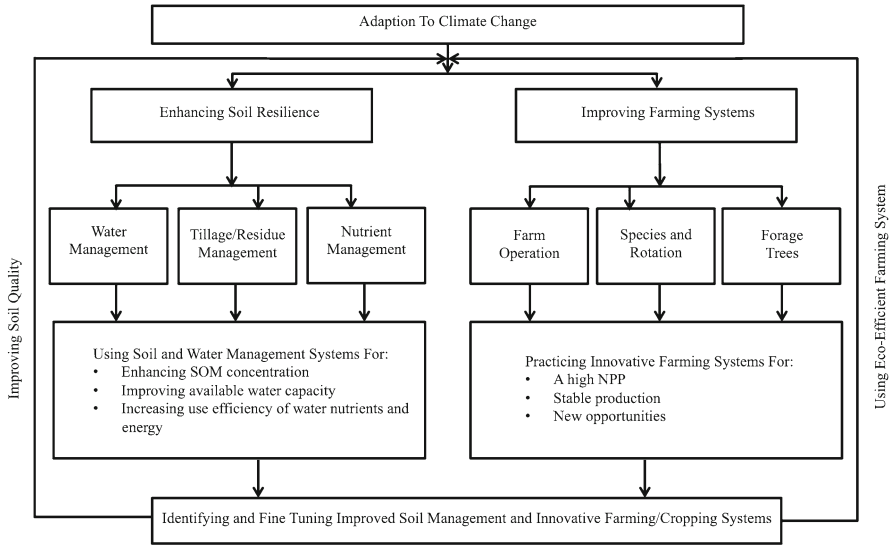 Adaption To Climate Change
Enhancing Soil Resilience
Improving Farming Systems
Water
Management
Tillage/Residue
Management
Nutrient
Management
Farm
Operation
Species and
Rotation
Forage
Trees
Using Soil and Water Management Systems For:
• Enhancing SOM concentration
• Improving available water capacity
• Increasing use efficiency of water nutrients and
energy
Practicing Innovative Farming Systems For:
• A high NPP
• Stable production
• New opportunities
Identifying and Fine Tuning Improved Soil Management and Innovative Farming/Cropping Systems
Improving Soil Quality
Using Eco-Efficient Farming System